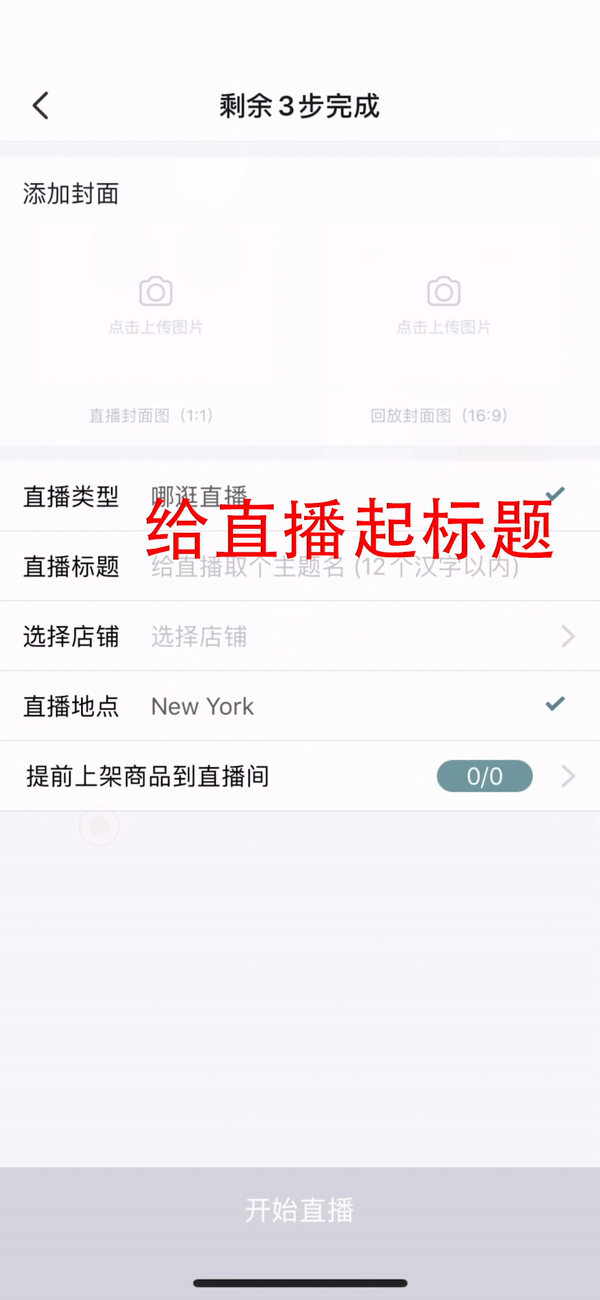 剩余3步完成
添加封面
点击上传图片 点击上传图片
直播封面图（1:1） 回放封面图（16:9）
直播类型 哪逛直播
给直播起标题
直播标题 给直播取个主题名 (12个汉字以内)
选择店铺 选择店铺
直播地点 New York
提前上架商品到直播间 0/0
开始直播